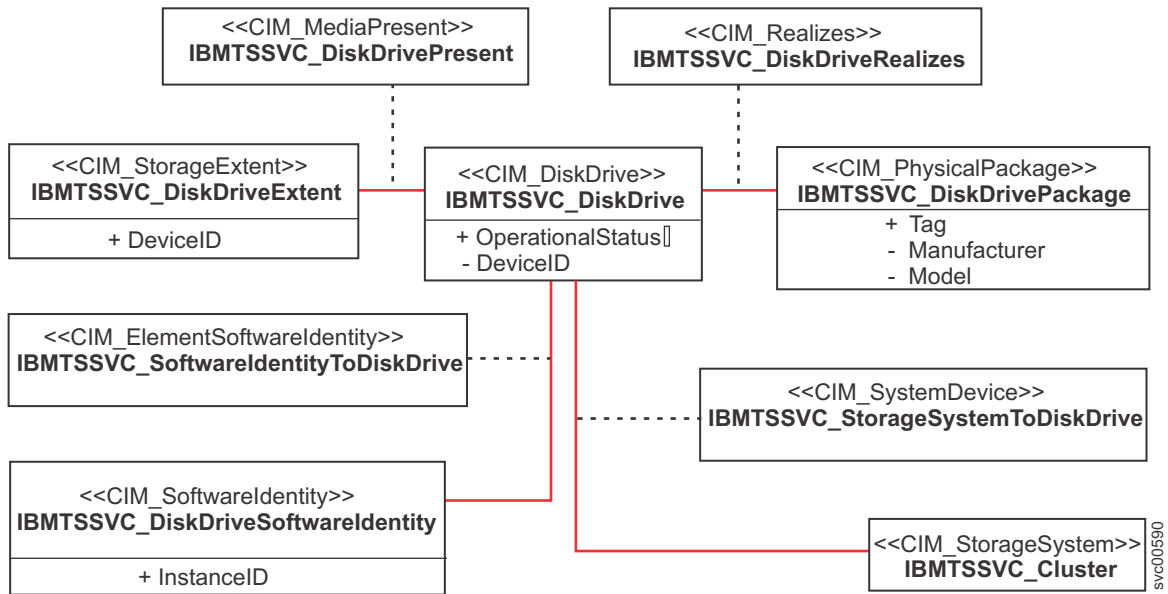 <<CIM_MediaPresent>>
IBMTSSVC_DiskDrivePresent
<<CIM_Realizes>>
IBMTSSVC_DiskDriveRealizes
<<CIM_StorageExtent>>
IBMTSSVC_DiskDriveExtent
+ DeviceID
<<CIM_DiskDrive>>
IBMTSSVC_DiskDrive
+ OperationalStatus[]
- DeviceID
<<CIM_PhysicalPackage>>
IBMTSSVC_DiskDrivePackage
+ Tag
- Manufacturer
- Model
<<CIM_ElementSoftwareIdentity>>
IBMTSSVC_SoftwareIdentityToDiskDrive
<<CIM_SystemDevice>>
IBMTSSVC_StorageSystemToDiskDrive
<<CIM_SoftwareIdentity>>
IBMTSSVC_DiskDriveSoftwareIdentity
+ InstanceID
<<CIM_StorageSystem>>
IBMTSSVC_Cluster
svc00590